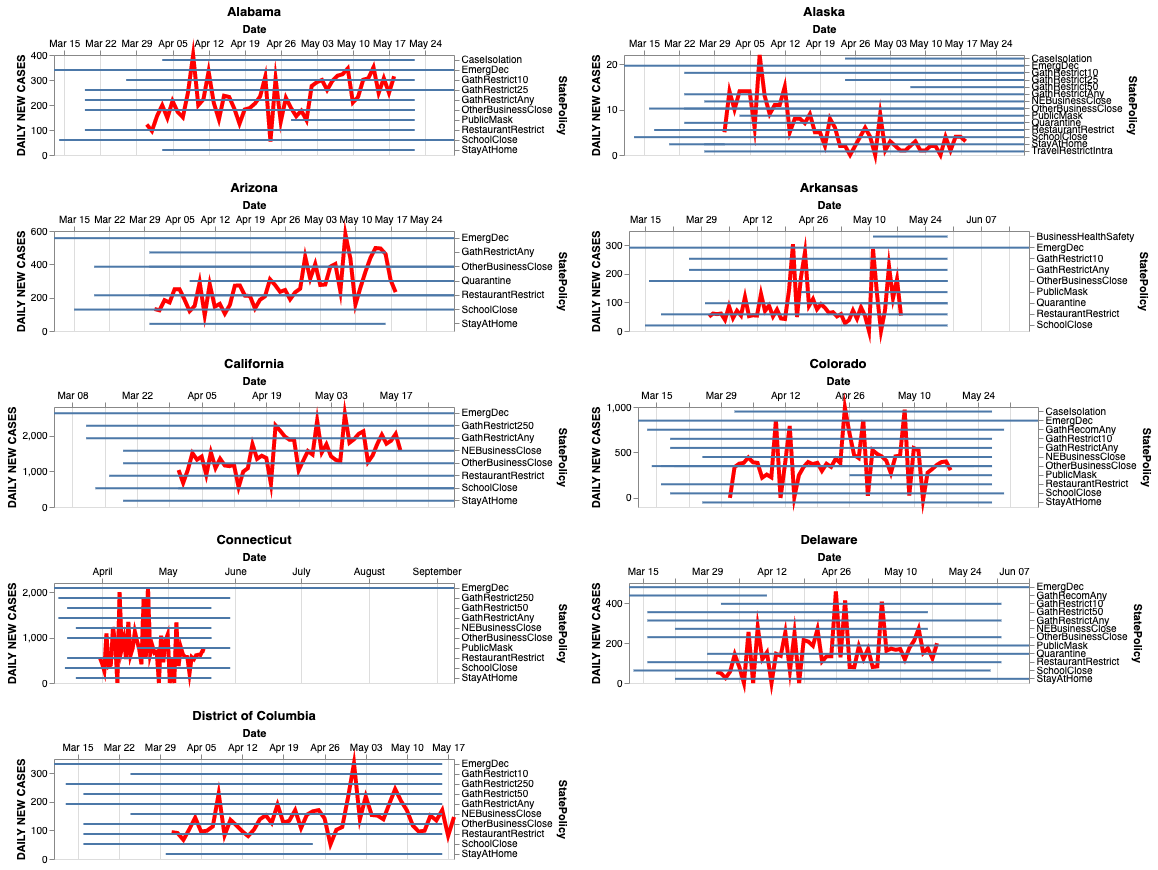 Alabama
Date
Mar 15 Mar 22 Mar 29 Apr 05 Apr 12 Apr 19 Apr 26 May 03 May 10 May 17 May 24
DAILY NEW CASES
400
300
200
100
0
CaseIsolation
EmergDec
GathRestrict10
GathRestrict25
GathRestrictAny
OtherBusinessClose
PublicMask
RestaurantRestrict
SchoolClose
StayAtHome
StatePolicy
Alaska
Date
Mar 15 Mar 22 Mar 29 Apr 05 Apr 12 Apr 19 Apr 26 May 03 May 10 May 17 May 24
DAILY NEW CASES
20
10
0
CaseIsolation
EmergDec
GathRestrict10
GathRestrict25
GathRestrict50
GathRestrictAny
NEBusinessClose
OtherBusinessClose
PublicMask
Quarantine
RestaurantRestrict
SchoolClose
StayAtHome
TravelRestrictIntra
StatePolicy
Arizona
Date
Mar 15 Mar 22 Mar 29 Apr 05 Apr 12 Apr 19 Apr 26 May 03 May 10 May 17 May 24
DAILY NEW CASES
600
400
200
0
EmergDec
GathRestrictAny
OtherBusinessClose
Quarantine
RestaurantRestrict
SchoolClose
StayAtHome
StatePolicy
Arkansas
Date
Mar 15 Mar 29 Apr 12 Apr 26 May 10 May 24 Jun 07
DAILY NEW CASES
300
200
100
0
BusinessHealthSafety
EmergDec
GathRestrict10
GathRestrictAny
OtherBusinessClose
PublicMask
Quarantine
RestaurantRestrict
SchoolClose
StatePolicy
California
Date
Mar 08 Mar 22 Apr 05 Apr 19 May 03 May 17
DAILY NEW CASES
2,000
1,000
0
EmergDec
GathRestrict250
GathRestrictAny
NEBusinessClose
OtherBusinessClose
RestaurantRestrict
SchoolClose
StayAtHome
StatePolicy
Colorado
Date
Mar 15 Mar 29 Apr 12 Apr 26 May 10 May 24
DAILY NEW CASES
1,000
500
0
CaseIsolation
EmergDec
GathRecomAny
GathRestrict10
GathRestrictAny
NEBusinessClose
OtherBusinessClose
PublicMask
RestaurantRestrict
SchoolClose
StayAtHome
StatePolicy
Connecticut
Date
April May June July August September
DAILY NEW CASES
2,000
1,000
0
EmergDec
GathRestrict250
GathRestrict50
GathRestrictAny
NEBusinessClose
OtherBusinessClose
PublicMask
RestaurantRestrict
SchoolClose
StayAtHome
StatePolicy
Delaware
Date
Mar 15 Mar 29 Apr 12 Apr 26 May 10 May 24 Jun 07
DAILY NEW CASES
400
200
0
EmergDec
GathRecomAny
GathRestrict10
GathRestrict50
GathRestrictAny
NEBusinessClose
OtherBusinessClose
PublicMask
Quarantine
RestaurantRestrict
SchoolClose
StayAtHome
StatePolicy
District of Columbia
Date
Mar 15 Mar 22 Mar 29 Apr 05 Apr 12 Apr 19 Apr 26 May 03 May 10 May 17
DAILY NEW CASES
300
200
100
0
EmergDec
GathRestrict10
GathRestrict250
GathRestrict50
GathRestrictAny
NEBusinessClose
OtherBusinessClose
RestaurantRestrict
SchoolClose
StayAtHome
StatePolicy